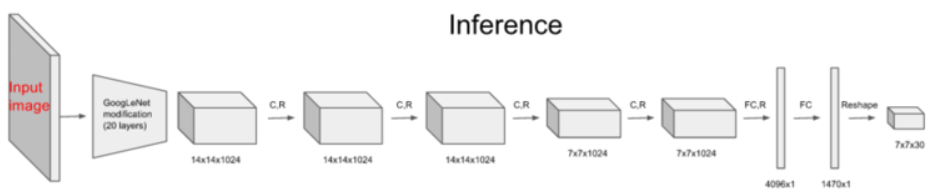 Inference
Input
image
GoogLeNet
modification
(20 layers)
C,R
C,R
C,R
C,R
FC,R
FC
Reshape
14x14x1024
14x14x1024
14x14x1024
7x7x1024
7x7x1024
4096x1
1470x1
7x7x30